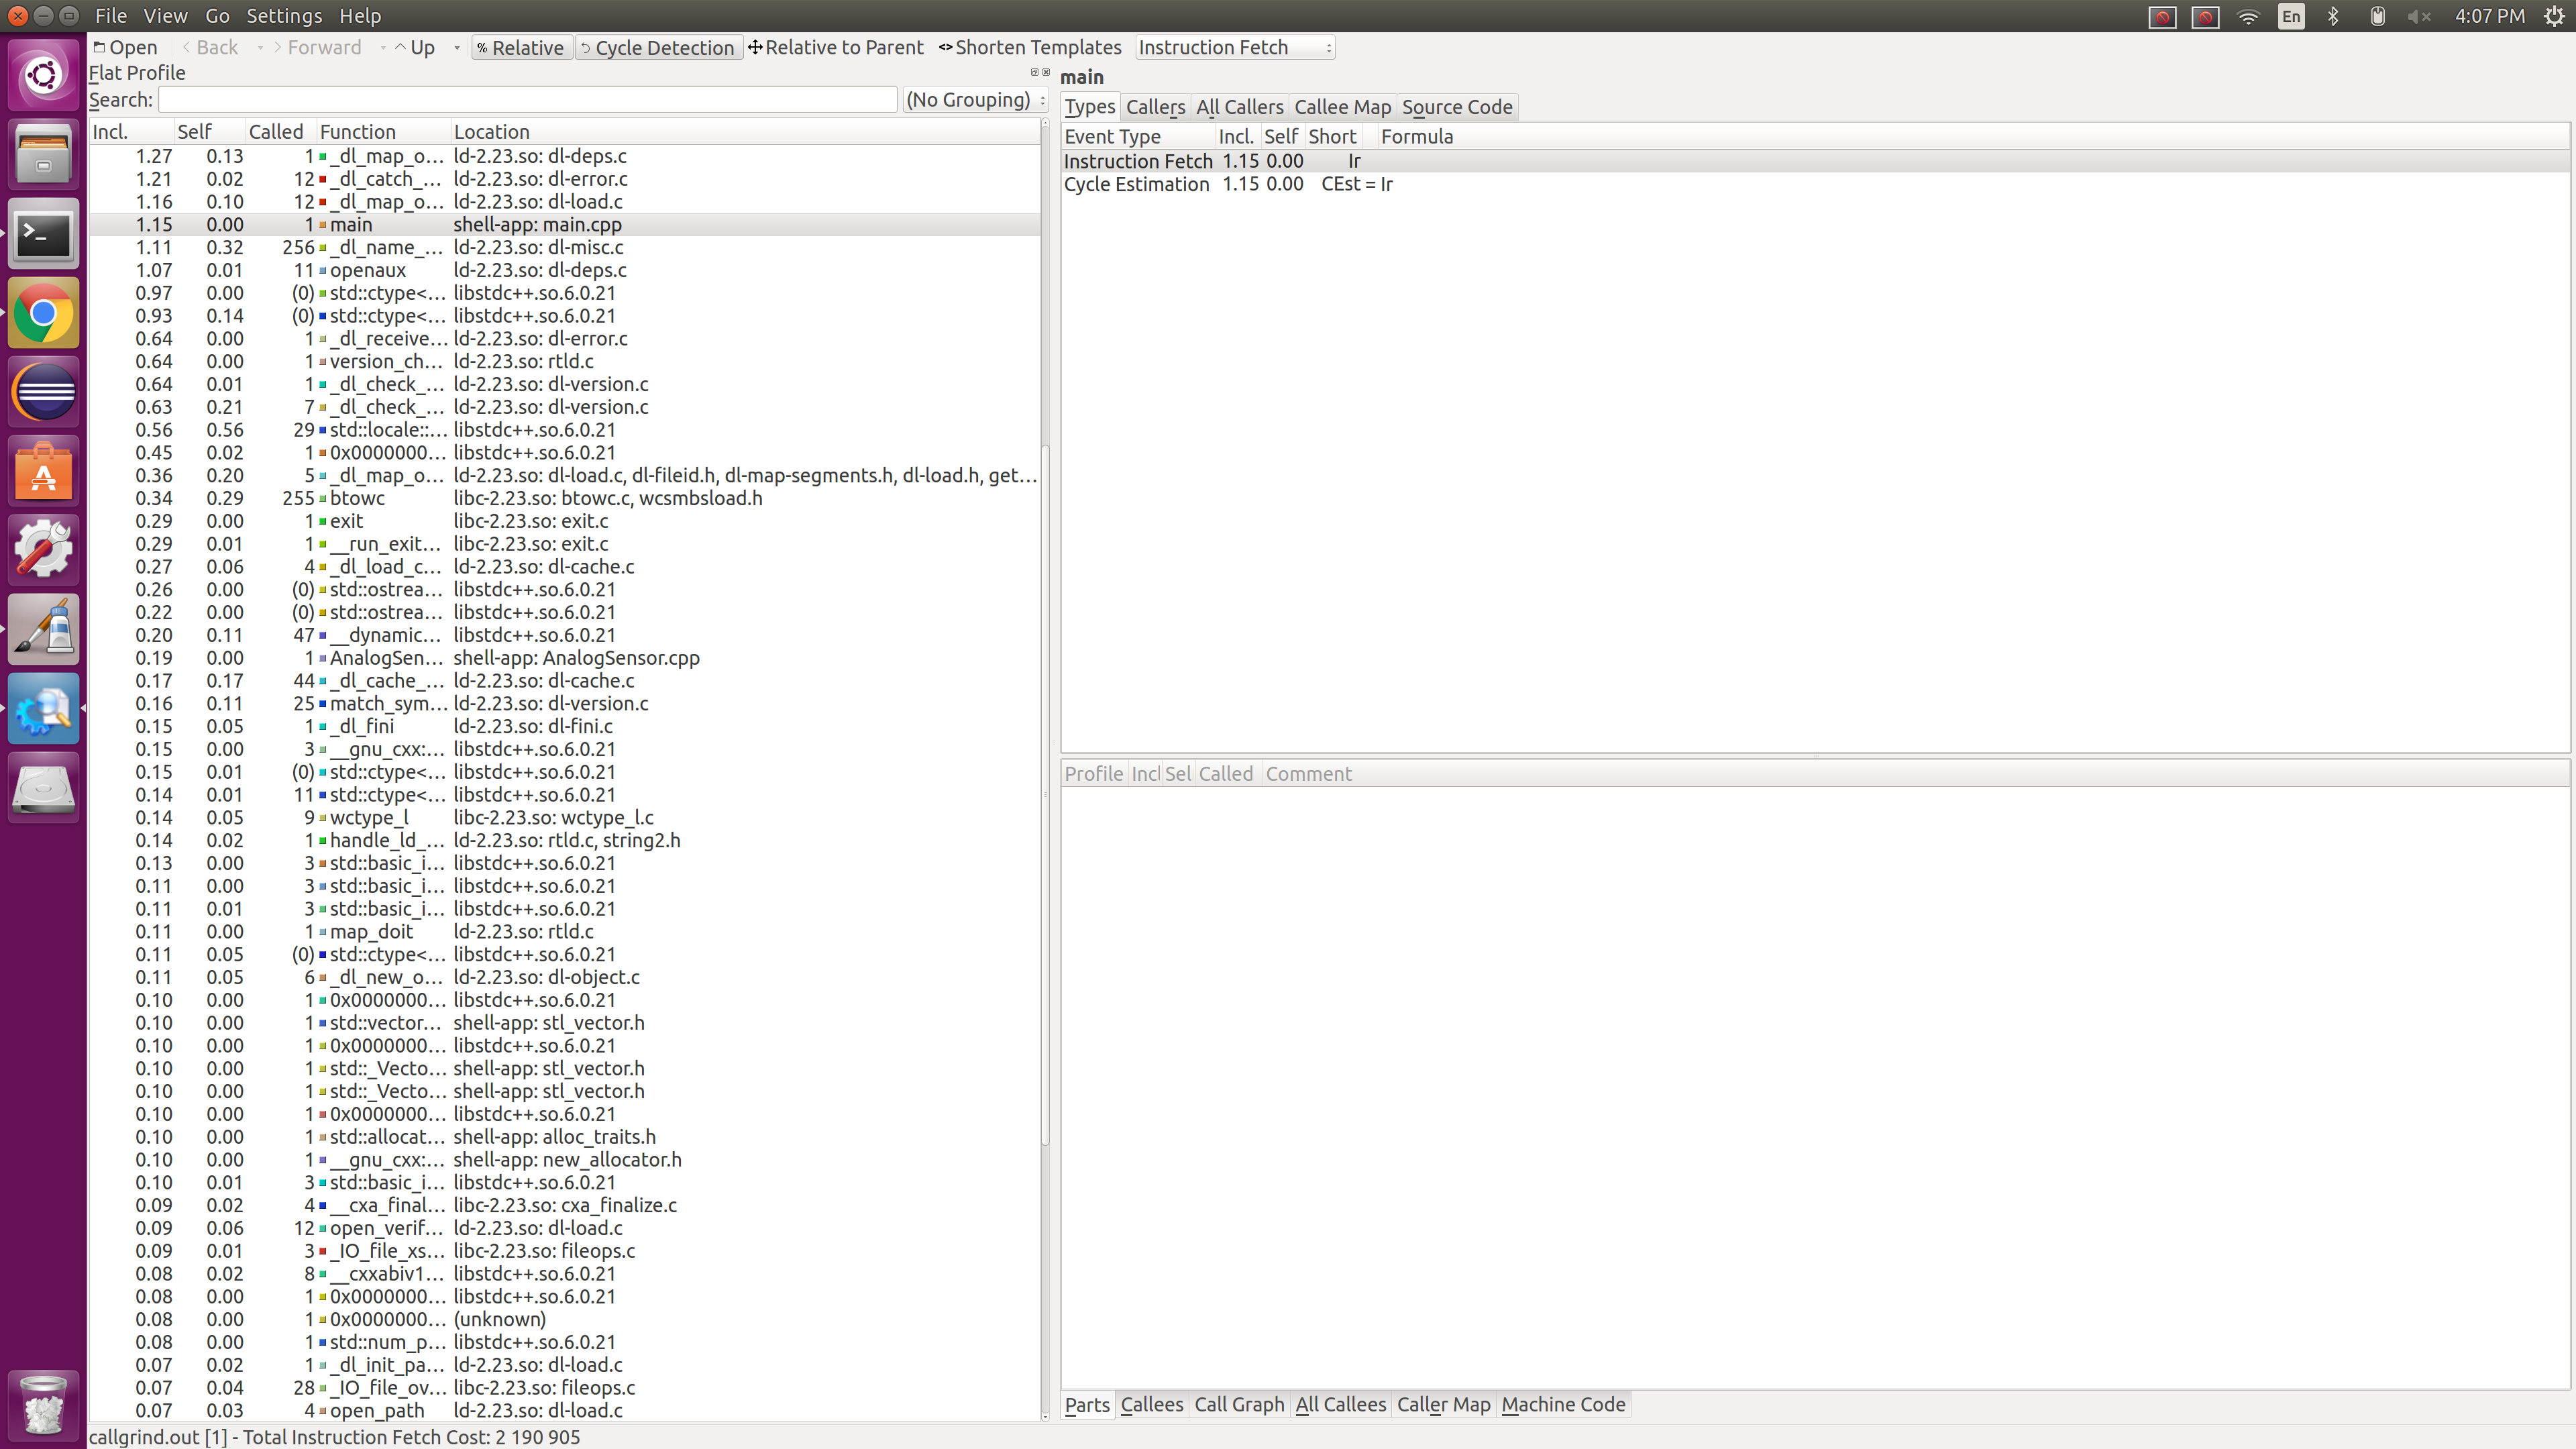 File View Go Settings Help En 4:07 PM
Open Back Forward Up % Relative Cycle Detection Relative to Parent <> Shorten Templates Instruction Fetch
Flat Profile
Search: (No Grouping)
Incl. Self Called Function Location
1.27 0.13 1 _dl_map_o... ld-2.23.so: dl-deps.c
1.21 0.02 12 _dl_catch_... ld-2.23.so: dl-error.c
1.16 0.10 12 _dl_map_o... ld-2.23.so: dl-load.c
1.15 0.00 1 main shell-app: main.cpp
1.11 0.32 256 _dl_name_... ld-2.23.so: dl-misc.c
1.07 0.01 11 openaux ld-2.23.so: dl-deps.c
0.97 0.00 (0) std::ctype<... libstdc++.so.6.0.21
0.93 0.14 (0) std::ctype<... libstdc++.so.6.0.21
0.64 0.00 1 _dl_receive... ld-2.23.so: dl-error.c
0.64 0.00 1 version_ch... ld-2.23.so: rtld.c
0.64 0.01 1 _dl_check_... ld-2.23.so: dl-version.c
0.63 0.21 7 _dl_check_... ld-2.23.so: dl-version.c
0.56 0.56 29 std::locale::... libstdc++.so.6.0.21
0.45 0.02 1 0x0000000... libstdc++.so.6.0.21
0.36 0.20 5 _dl_map_o... ld-2.23.so: dl-load.c, dl-fileid.h, dl-map-segments.h, dl-load.h, get...
0.34 0.29 255 btowc libc-2.23.so: btowc.c, wcsmbsload.h
0.29 0.00 1 exit libc-2.23.so: exit.c
0.29 0.01 1 __run_exit... libc-2.23.so: exit.c
0.27 0.06 4 _dl_load_c... ld-2.23.so: dl-cache.c
0.26 0.00 (0) std::ostrea... libstdc++.so.6.0.21
0.22 0.00 (0) std::ostrea... libstdc++.so.6.0.21
0.20 0.11 47 __dynamic... libstdc++.so.6.0.21
0.19 0.00 1 AnalogSen... shell-app: AnalogSensor.cpp
0.17 0.17 44 _dl_cache_... ld-2.23.so: dl-cache.c
0.16 0.11 25 match_sym... ld-2.23.so: dl-version.c
0.15 0.05 1 _dl_fini ld-2.23.so: dl-fini.c
0.15 0.00 3 __gnu_cxx:... libstdc++.so.6.0.21
0.15 0.01 (0) std::ctype<... libstdc++.so.6.0.21
0.14 0.01 11 std::ctype<... libstdc++.so.6.0.21
0.14 0.05 9 wctype_l libc-2.23.so: wctype_l.c
0.14 0.02 1 handle_ld_... ld-2.23.so: rtld.c, string2.h
0.13 0.00 3 std::basic_i... libstdc++.so.6.0.21
0.11 0.00 3 std::basic_i... libstdc++.so.6.0.21
0.11 0.01 3 std::basic_i... libstdc++.so.6.0.21
0.11 0.00 1 map_doit ld-2.23.so: rtld.c
0.11 0.05 (0) std::ctype<... libstdc++.so.6.0.21
0.11 0.05 6 _dl_new_o... ld-2.23.so: dl-object.c
0.10 0.00 1 0x0000000... libstdc++.so.6.0.21
0.10 0.00 1 std::vector... shell-app: stl_vector.h
0.10 0.00 1 0x0000000... libstdc++.so.6.0.21
0.10 0.00 1 std::_Vecto... shell-app: stl_vector.h
0.10 0.00 1 std::_Vecto... shell-app: stl_vector.h
0.10 0.00 1 0x0000000... libstdc++.so.6.0.21
0.10 0.00 1 std::allocat... shell-app: alloc_traits.h
0.10 0.00 1 __gnu_cxx:... shell-app: new_allocator.h
0.10 0.01 3 std::basic_i... libstdc++.so.6.0.21
0.09 0.02 4 __cxa_final... libc-2.23.so: cxa_finalize.c
0.09 0.06 12 open_verif... ld-2.23.so: dl-load.c
0.09 0.01 3 _IO_file_xs... libc-2.23.so: fileops.c
0.08 0.02 8 __cxxabiv1... libstdc++.so.6.0.21
0.08 0.00 1 0x0000000... libstdc++.so.6.0.21
0.08 0.00 1 0x0000000... (unknown)
0.08 0.00 1 std::num_p... libstdc++.so.6.0.21
0.07 0.02 1 _dl_init_pa... ld-2.23.so: dl-load.c
0.07 0.04 28 _IO_file_ov... libc-2.23.so: fileops.c
0.07 0.03 4 open_path ld-2.23.so: dl-load.c
callgrind.out [1] - Total Instruction Fetch Cost: 2 190 905
main
Types Callers All Callers Callee Map Source Code
Event Type Incl. Self Short Formula
Instruction Fetch 1.15 0.00 Ir
Cycle Estimation 1.15 0.00 CEst = Ir
Profile Incl Sel Called Comment
Parts Callees Call Graph All Callees Caller Map Machine Code